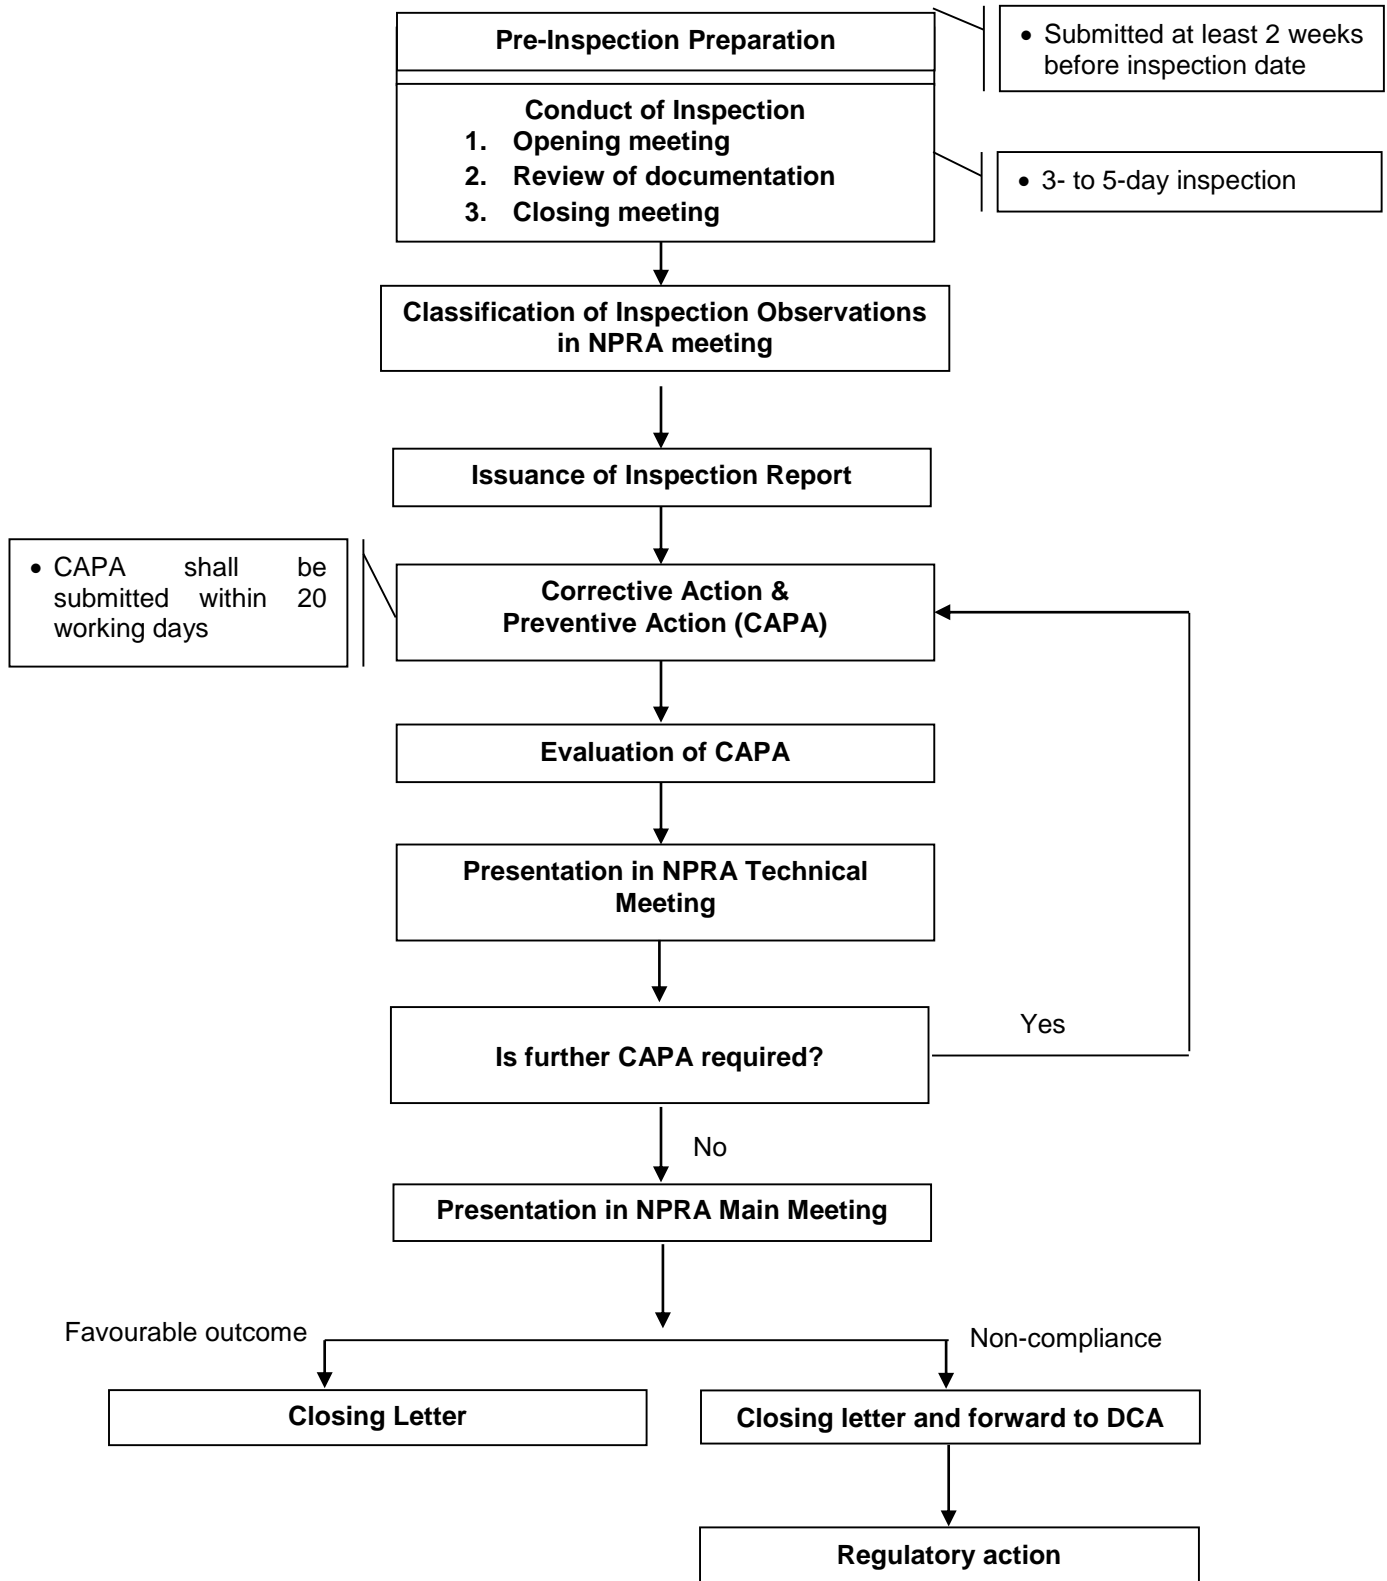 Pre-Inspection Preparation
• Submitted at least 2 weeks
before inspection date
Conduct of Inspection
1. Opening meeting
2. Review of documentation
3. Closing meeting
• 3- to 5-day inspection
Classification of Inspection Observations
in NPRA meeting
Issuance of Inspection Report
• CAPA shall be
submitted within 20
working days
Corrective Action &
Preventive Action (CAPA)
Evaluation of CAPA
Presentation in NPRA Technical
Meeting
Is further CAPA required?
Yes
No
Presentation in NPRA Main Meeting
Favourable outcome
Non-compliance
Closing Letter
Closing letter and forward to DCA
Regulatory action